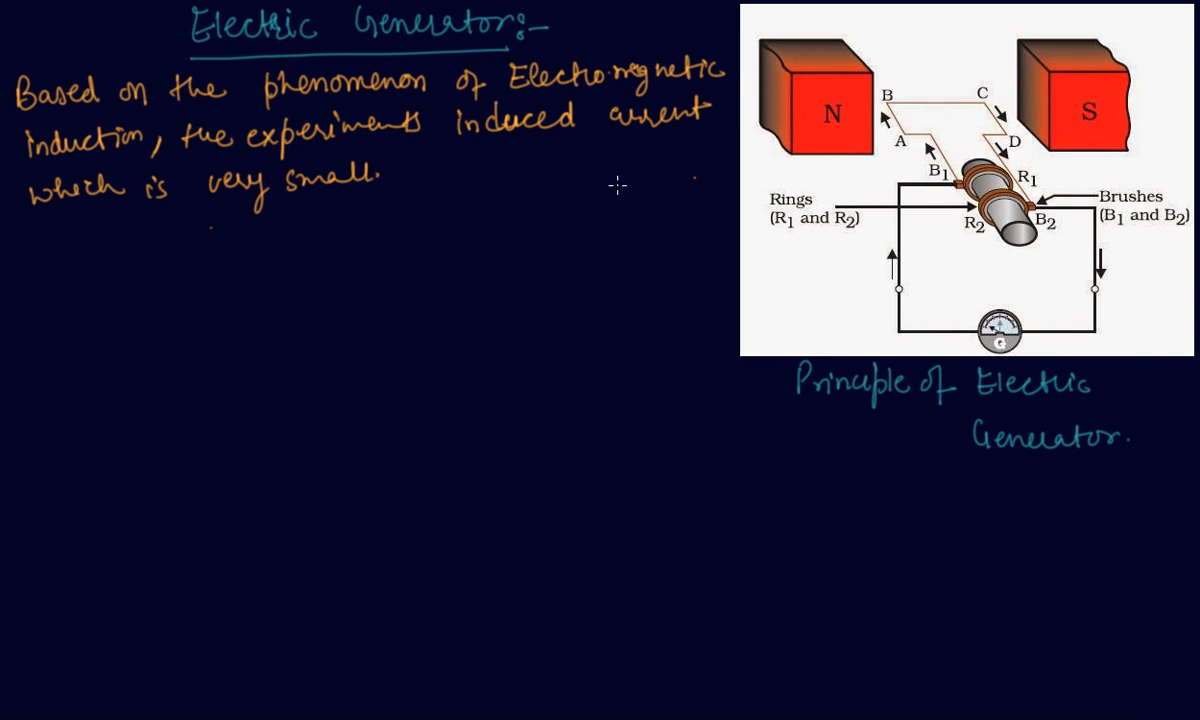 Electric Generator:-
Based on the phenomenon of Electromegnetic
induction, the experiments induced current
which is very small.
N
S
B
C
A
D
B1
R1
Rings
(R1 and R2)
R2
B2
Brushes
(B1 and B2)
G
Principle of Electric
Generator.